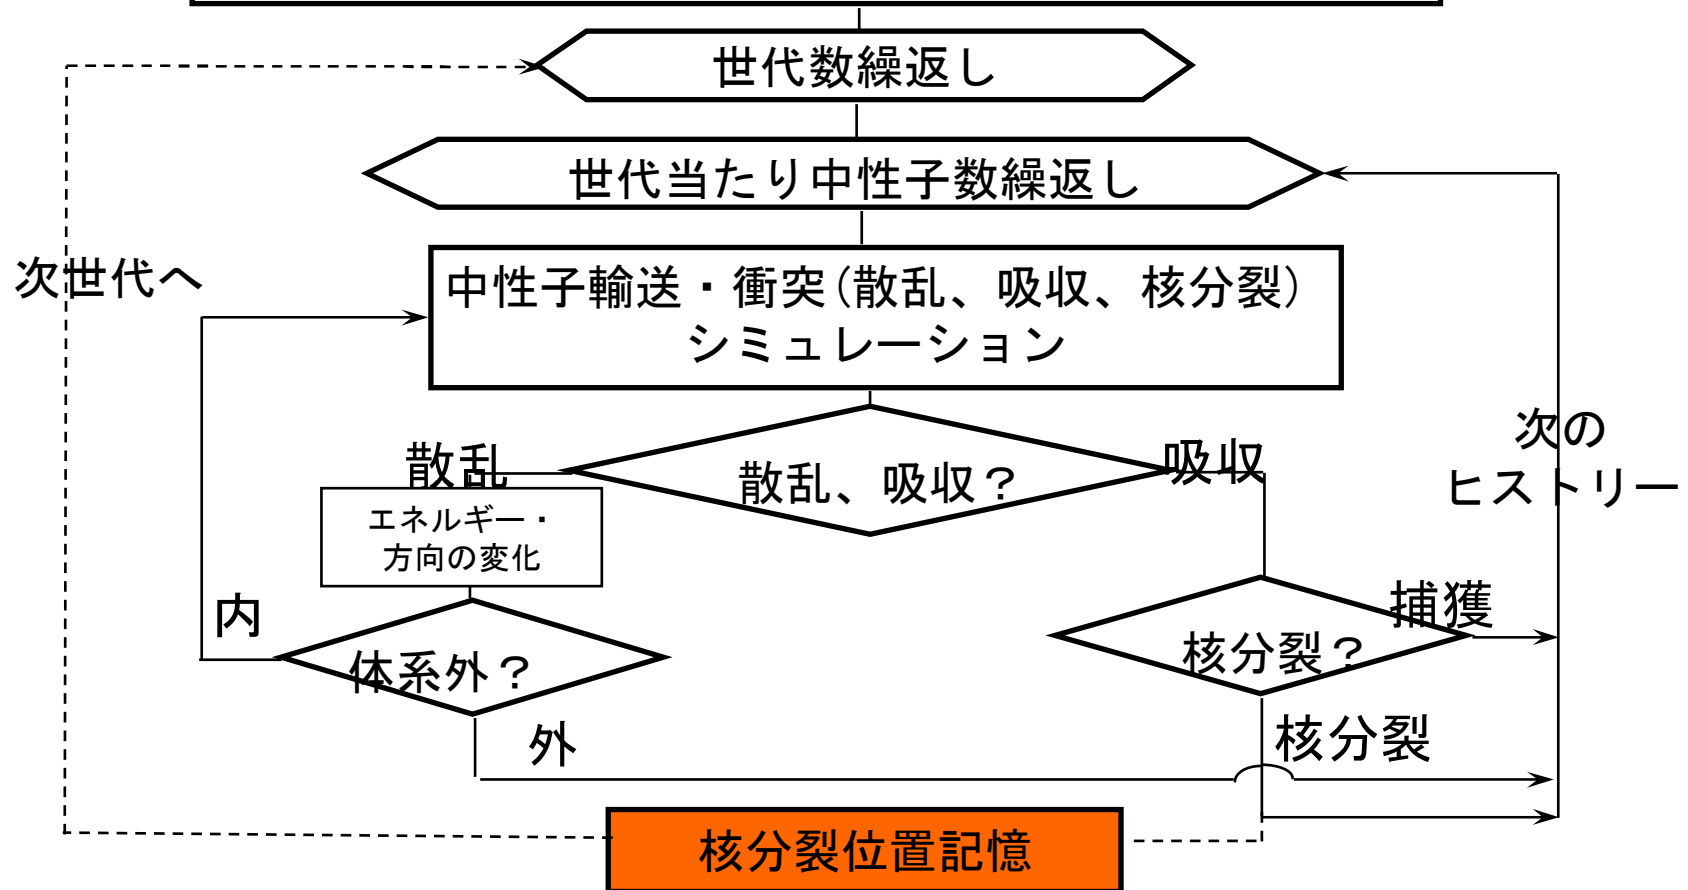 世代数繰返し
世代当たり中性子数繰返し
次世代へ
中性子輸送・衝突(散乱、吸収、核分裂)
シミュレーション
散乱
散乱、吸収？
吸収
次の
ヒストリー
エネルギー・
方向の変化
内
体系外？
核分裂？
捕獲
外
核分裂
核分裂位置記憶